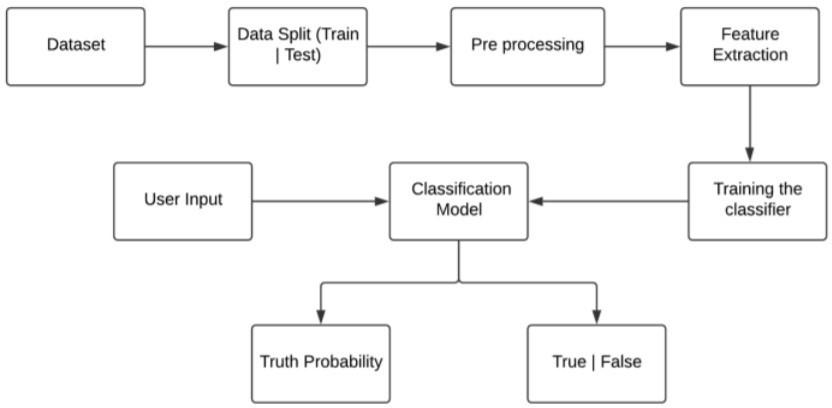 Dataset
Data Split (Train
| Test)
Pre processing
Feature
Extraction
User Input
Classification
Model
Training the
classifier
Truth Probability
True | False